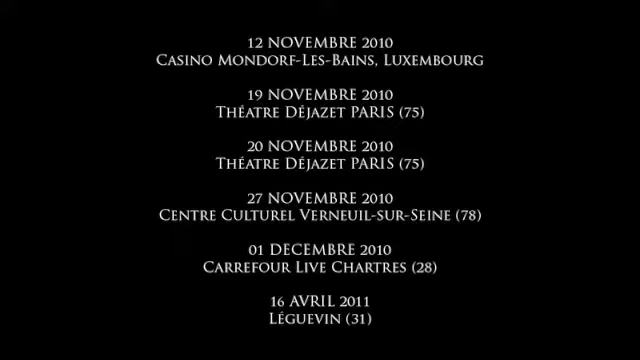 12 NOVEMBRE 2010
Casino Mondorf-Les-Bains, Luxembourg
19 NOVEMBRE 2010
Théatre Déjazet PARIS (75)
20 NOVEMBRE 2010
Théatre Déjazet PARIS (75)
27 NOVEMBRE 2010
Centre Culturel Verneuil-sur-Seine (78)
01 DECEMBRE 2010
Carrefour Live Chartres (28)
16 AVRIL 2011
Léguevin (31)